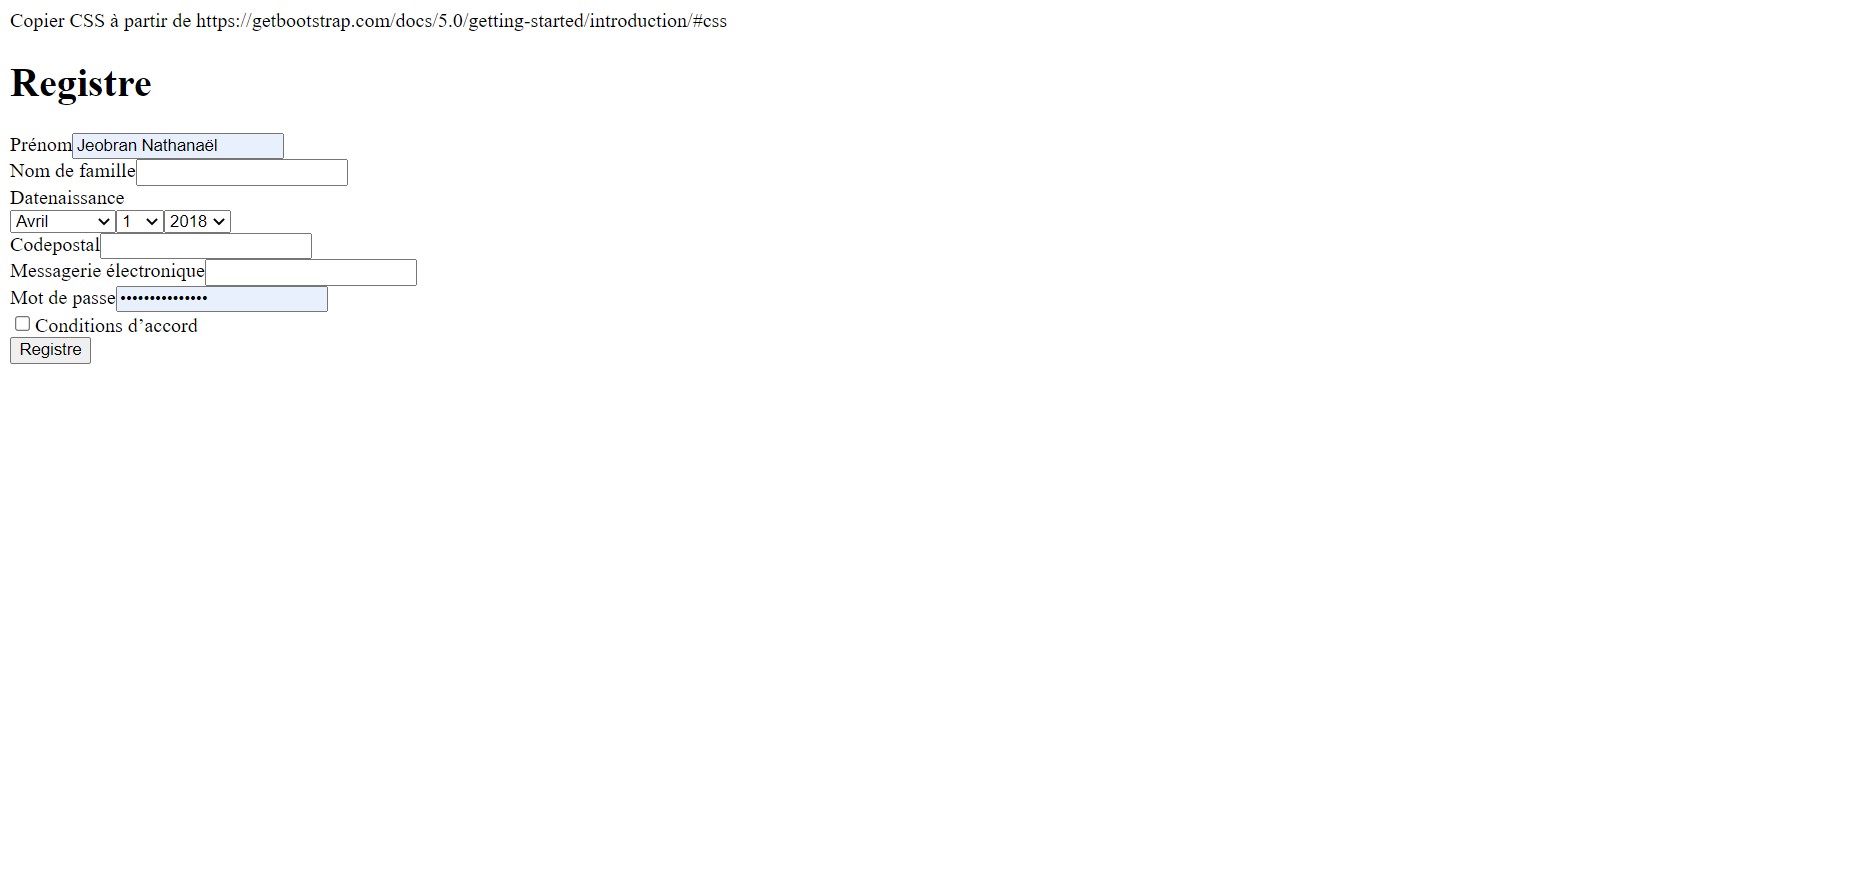 Copier CSS à partir de https://getbootstrap.com/docs/5.0/getting-started/introduction/#css
Registre
Prénom Jeobran Nathanaël
Nom de famille
Datenaissance
Avril 1 2018
Codepostal
Messagerie électronique
Mot de passe •••••••••••••••
Conditions d’accord
Registre